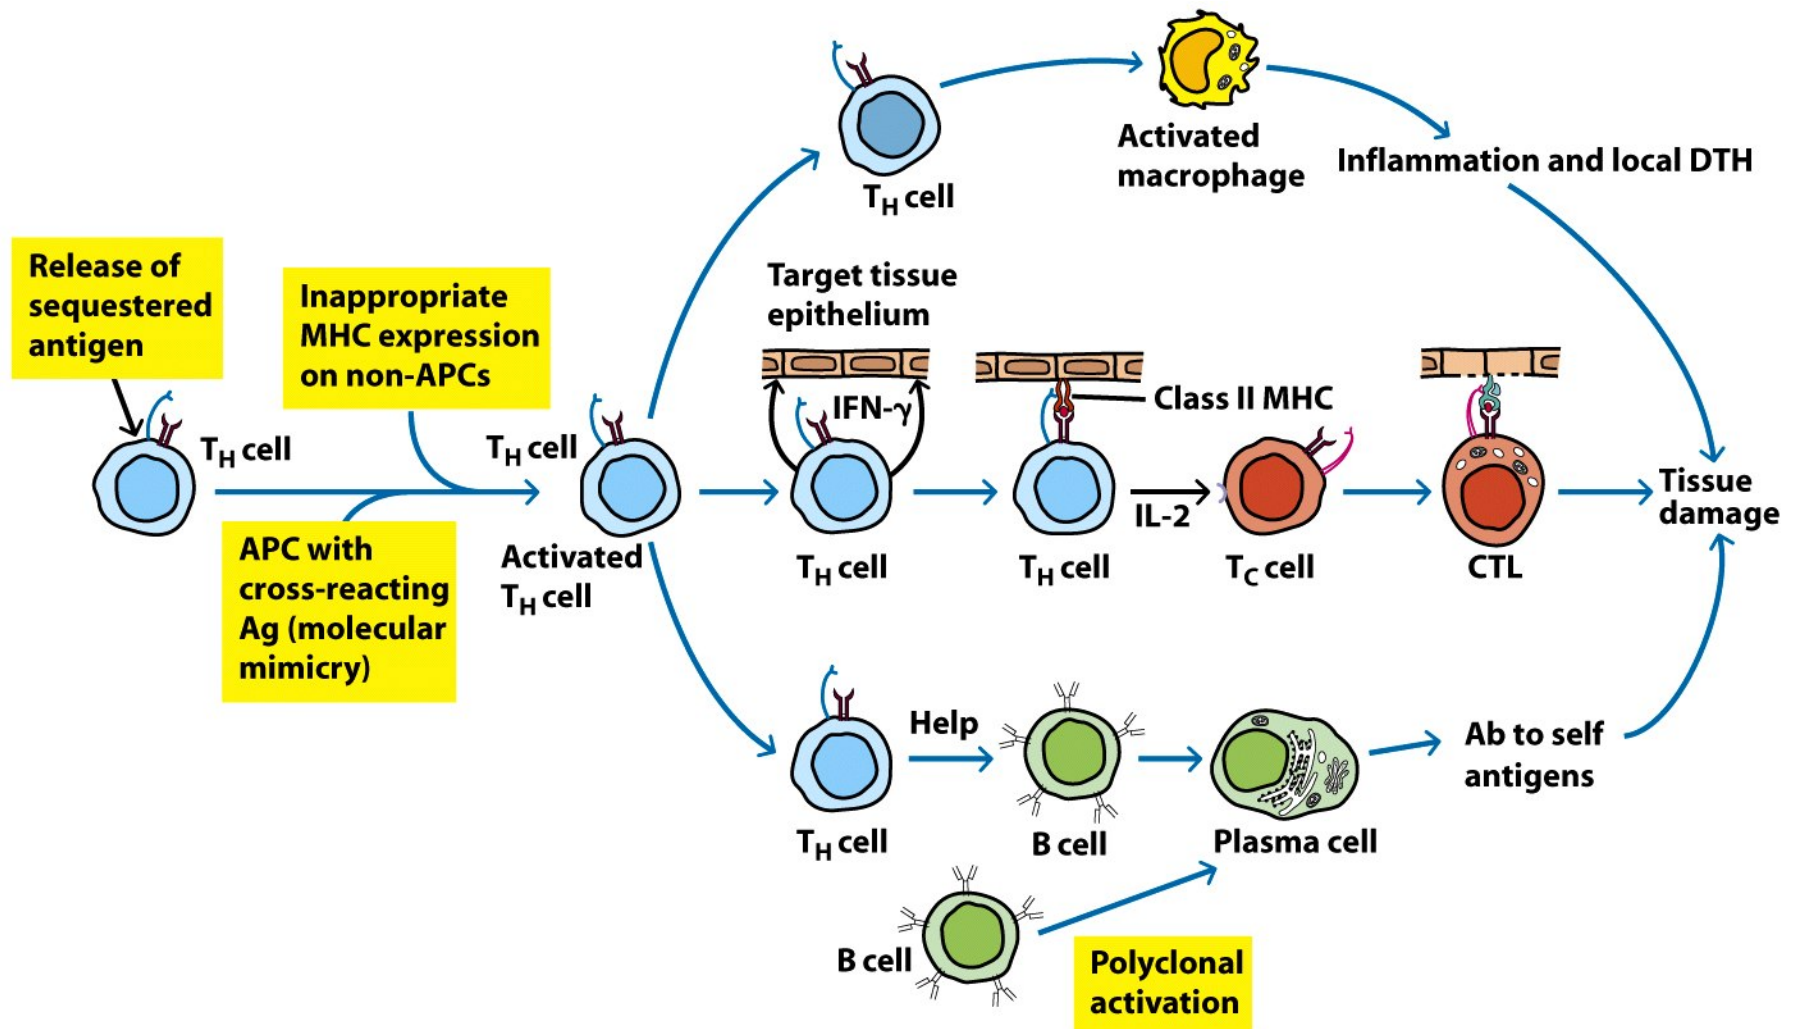 TH cell
Activated
macrophage
Inflammation and local DTH
Release of
sequestered
antigen
Inappropriate
MHC expression
on non-APCs
Target tissue
epithelium
IFN-γ
Class II MHC
TH cell
TH cell
APC with
cross-reacting
Ag (molecular
mimicry)
Activated
TH cell
TH cell
TH cell
IL-2
TC cell
CTL
Tissue
damage
Help
TH cell
B cell
Plasma cell
Ab to self
antigens
B cell
Polyclonal
activation